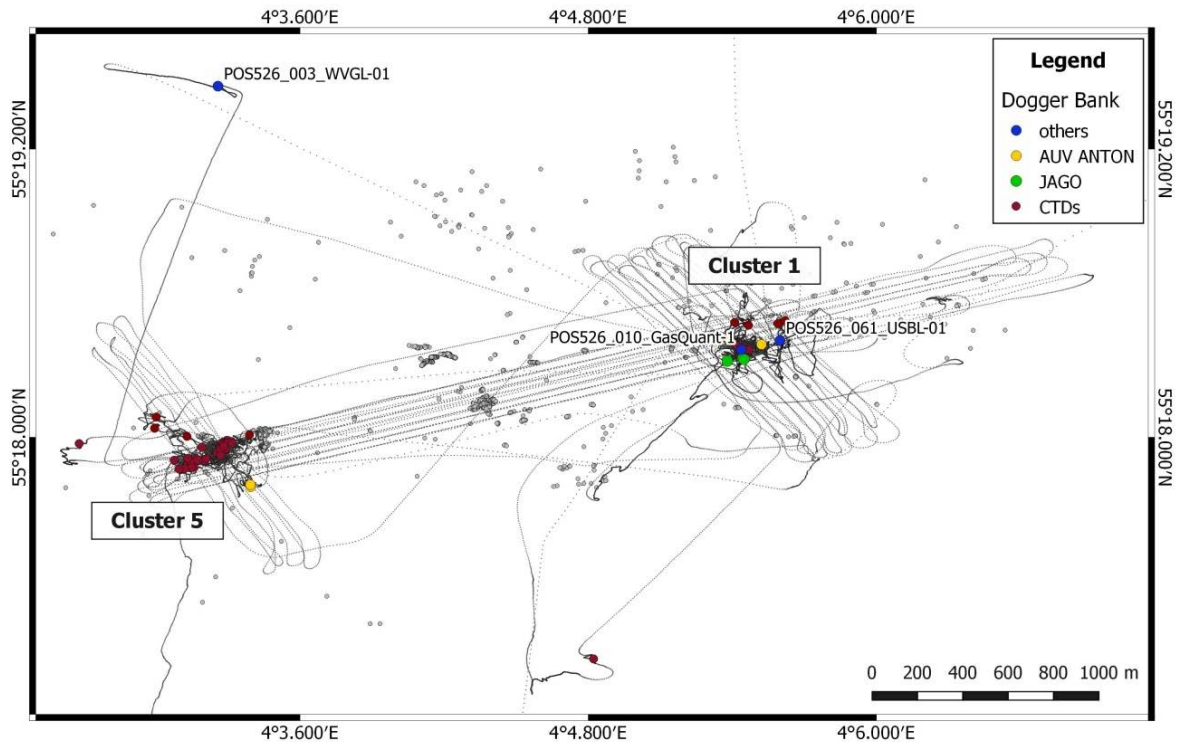 4°3.600′E 4°4.800′E 4°6.000′E
POS526_003_WVGL-01
Legend
Dogger Bank
others
AUV ANTON
JAGO
CTDs
55°19.200′N 55°19.200′N
Cluster 1
POS526_061_USBL-01
POS526_010_GasQuant-1
55°18.000′N 55°18.000′N
Cluster 5
0 200 400 600 800 1000 m
4°3.600′E 4°4.800′E 4°6.000′E